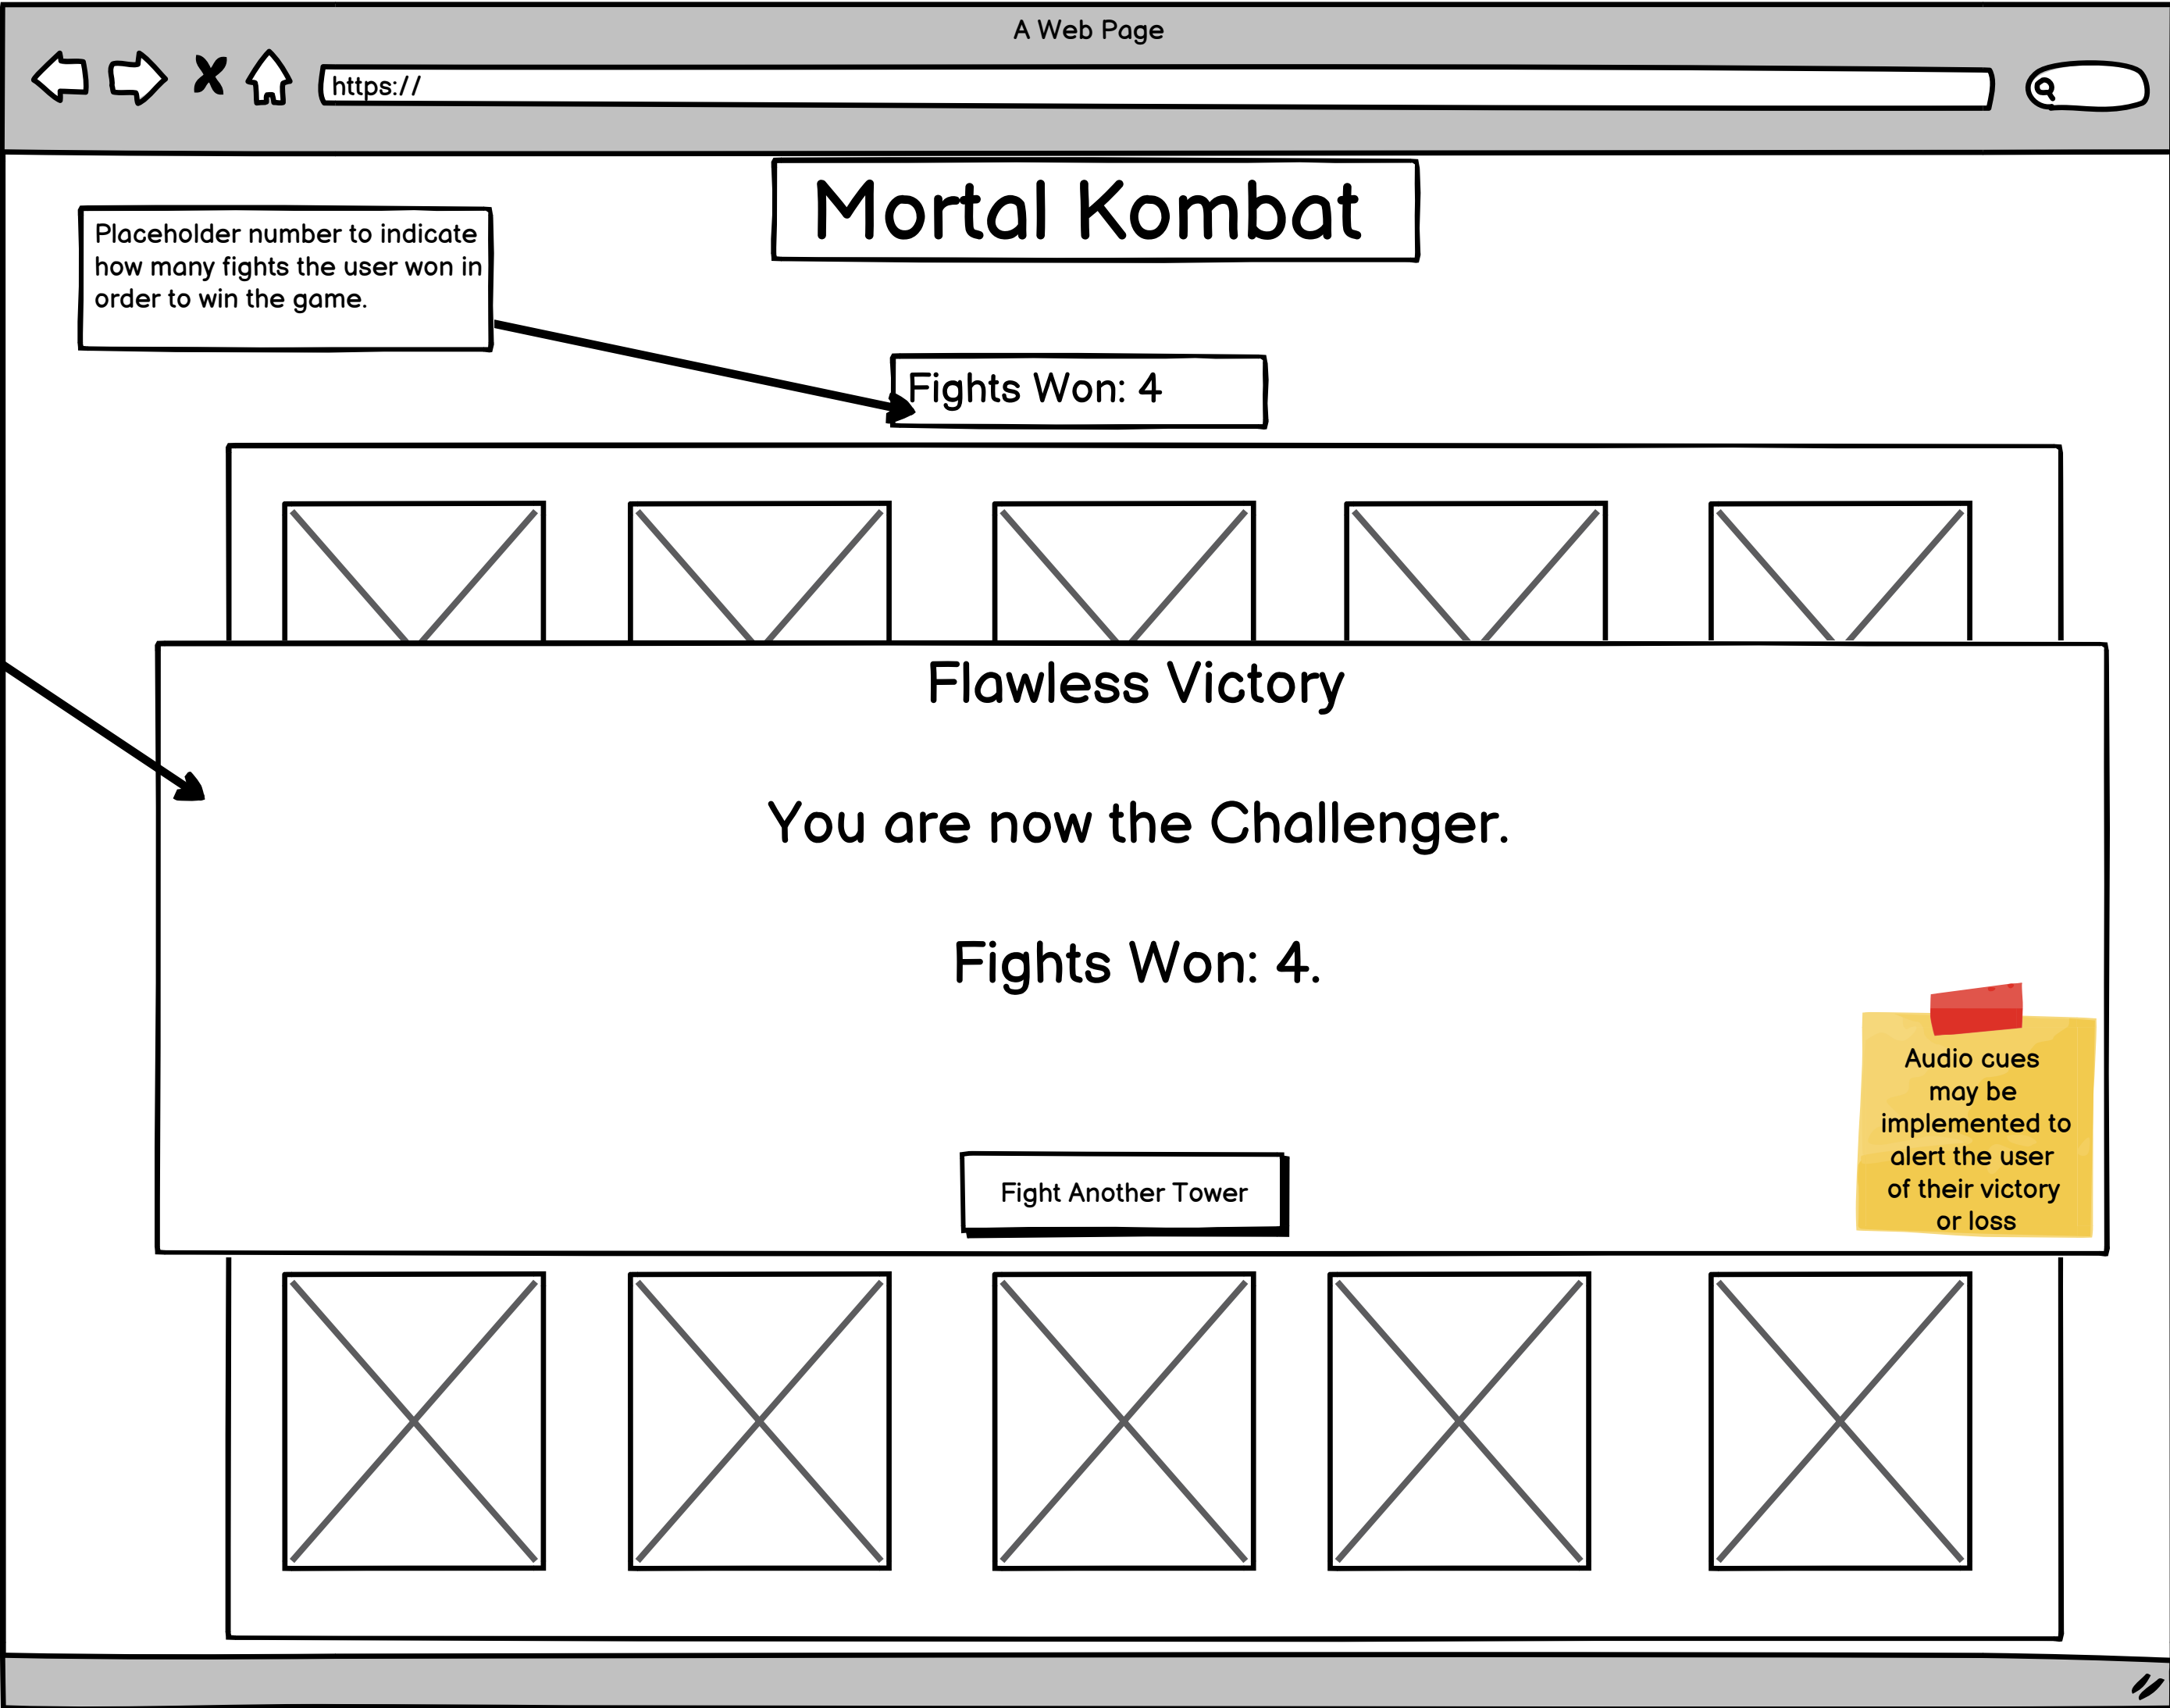 A Web Page
https://
Mortal Kombat
Placeholder number to indicate
how many fights the user won in
order to win the game.
Fights Won: 4
Flawless Victory
You are now the Challenger.
Fights Won: 4.
Audio cues
may be
implemented to
alert the user
of their victory
or loss
Fight Another Tower